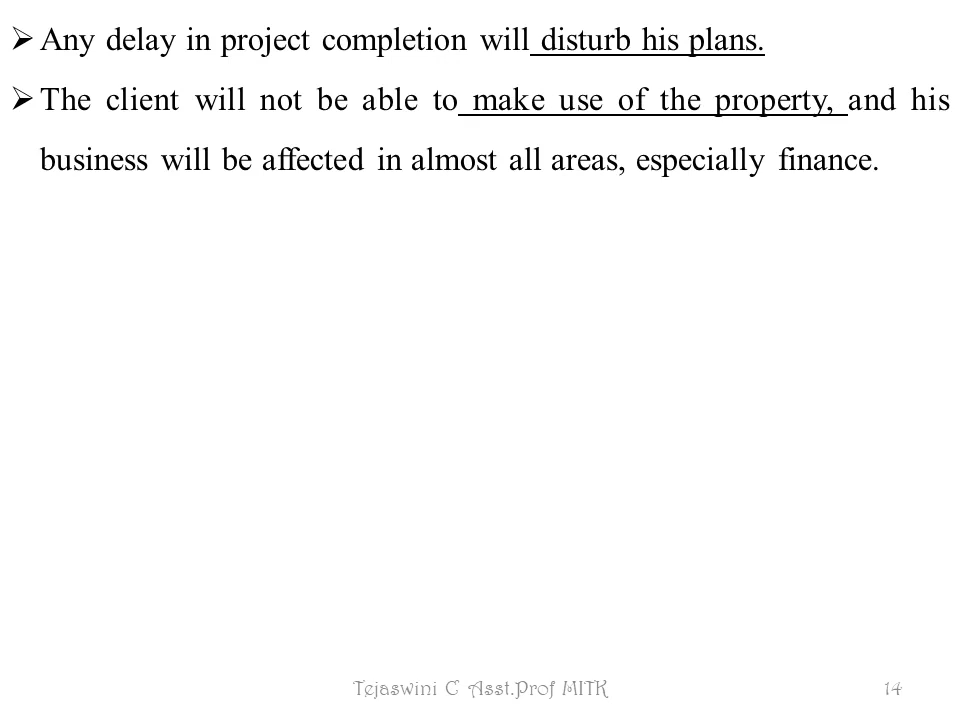 ➢ Any delay in project completion will disturb his plans.
➢ The client will not be able to make use of the property, and his
business will be affected in almost all areas, especially finance.
Tejaswini C Asst.Prof MITK 14